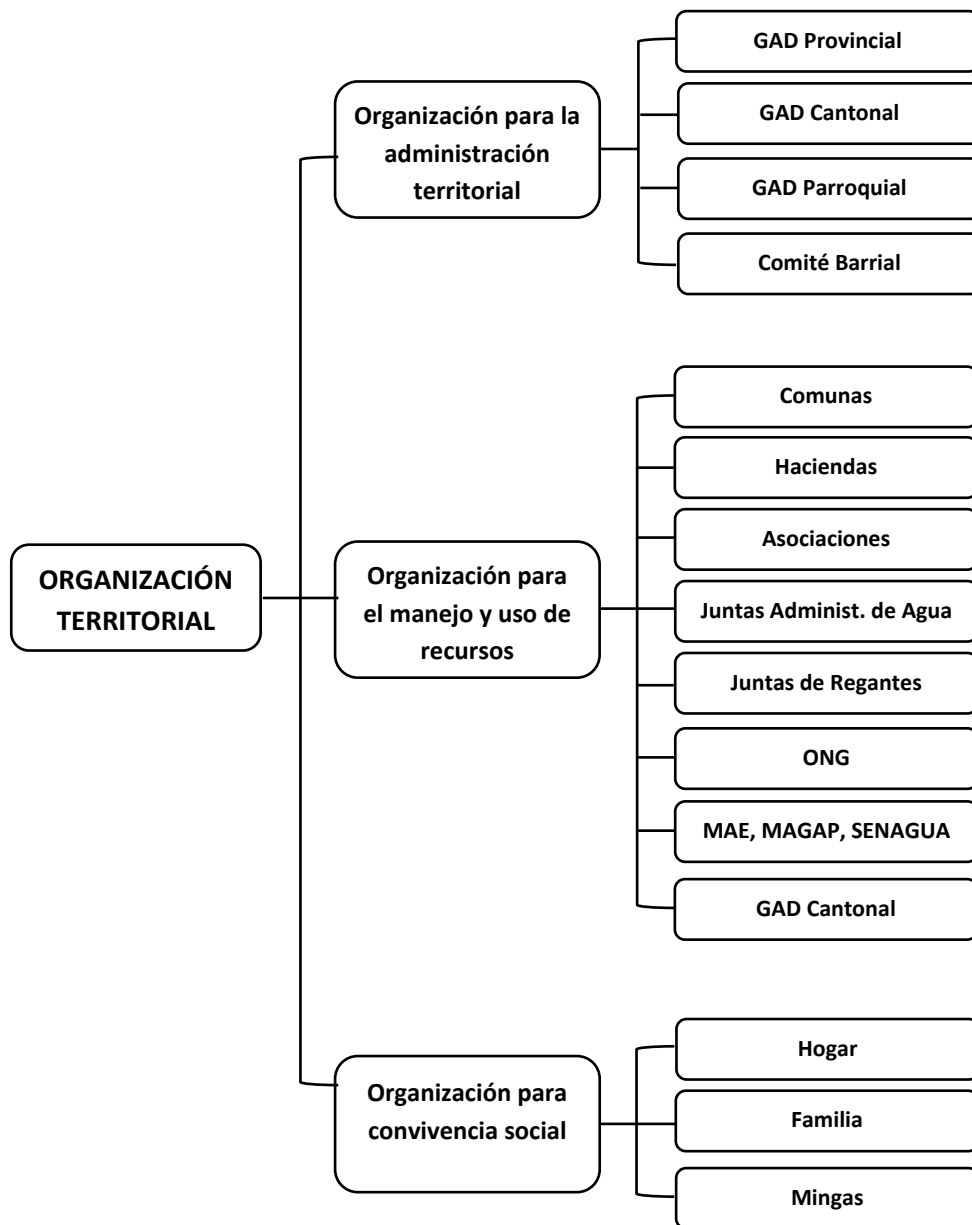 ORGANIZACIÓN
TERRITORIAL
Organización para la
administración
territorial
GAD Provincial
GAD Cantonal
GAD Parroquial
Comité Barrial
Organización para
el manejo y uso de
recursos
Comunas
Haciendas
Asociaciones
Juntas Administ. de Agua
Juntas de Regantes
ONG
MAE, MAGAP, SENAGUA
GAD Cantonal
Organización para
convivencia social
Hogar
Familia
Mingas